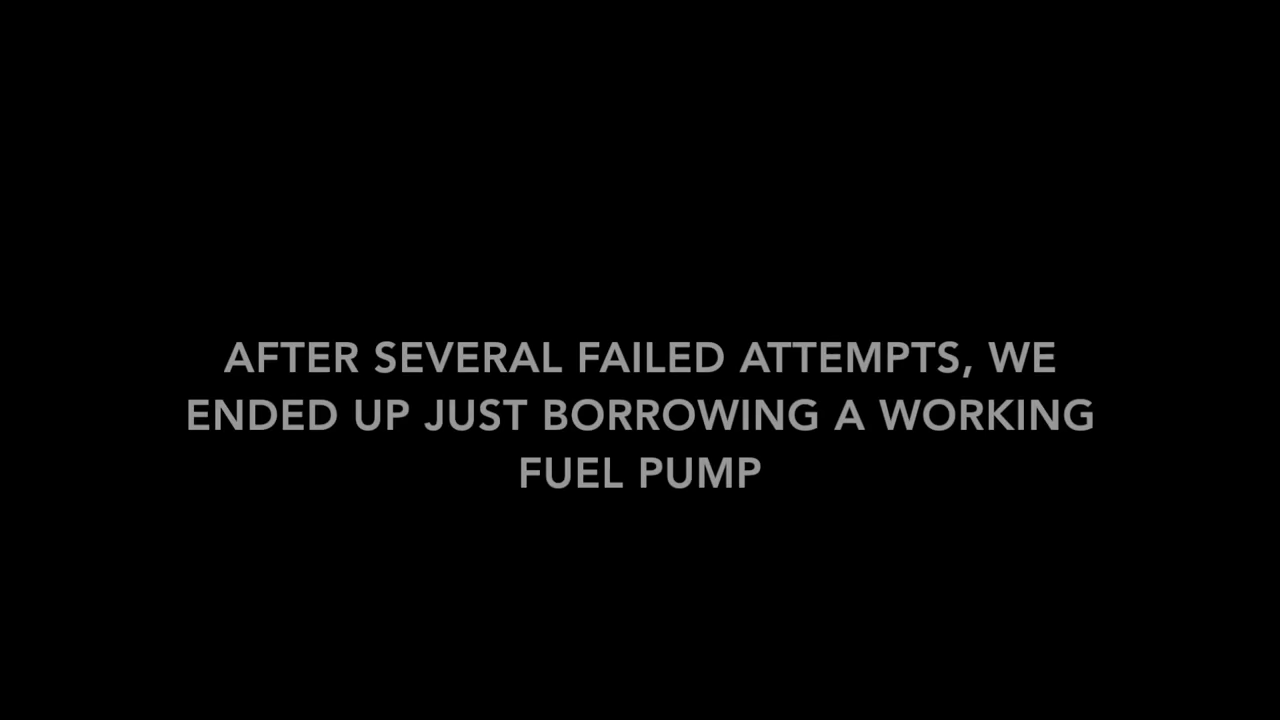 AFTER SEVERAL FAILED ATTEMPTS, WE
ENDED UP JUST BORROWING A WORKING
FUEL PUMP